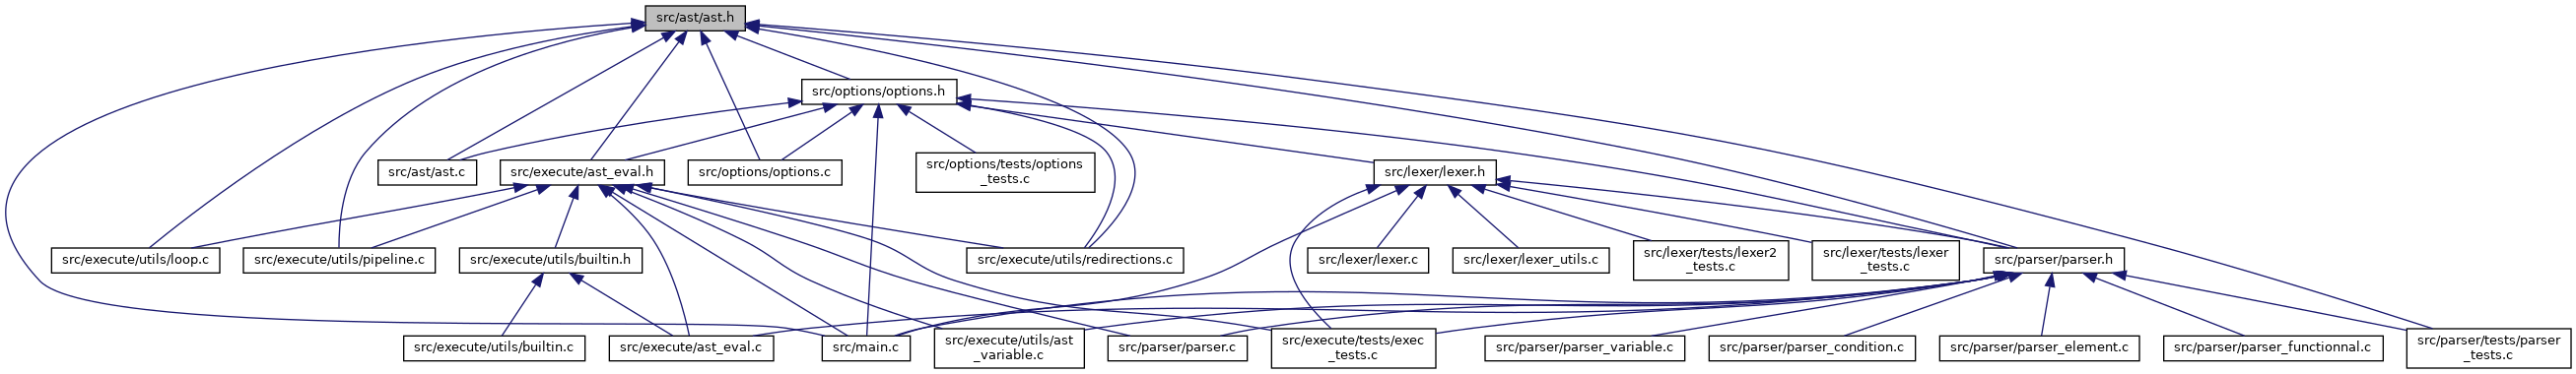 src/ast/ast.h
src/options/options.h
src/ast/ast.c
src/execute/ast_eval.h
src/options/options.c
src/options/tests/options
_tests.c
src/lexer/lexer.h
src/execute/utils/loop.c
src/execute/utils/pipeline.c
src/execute/utils/builtin.h
src/execute/utils/redirections.c
src/lexer/lexer.c
src/lexer/lexer_utils.c
src/lexer/tests/lexer2
_tests.c
src/lexer/tests/lexer
_tests.c
src/parser/parser.h
src/execute/utils/builtin.c
src/execute/ast_eval.c
src/main.c
src/execute/utils/ast
_variable.c
src/parser/parser.c
src/execute/tests/exec
_tests.c
src/parser/parser_variable.c
src/parser/parser_condition.c
src/parser/parser_element.c
src/parser/parser_functionnal.c
src/parser/tests/parser
_tests.c